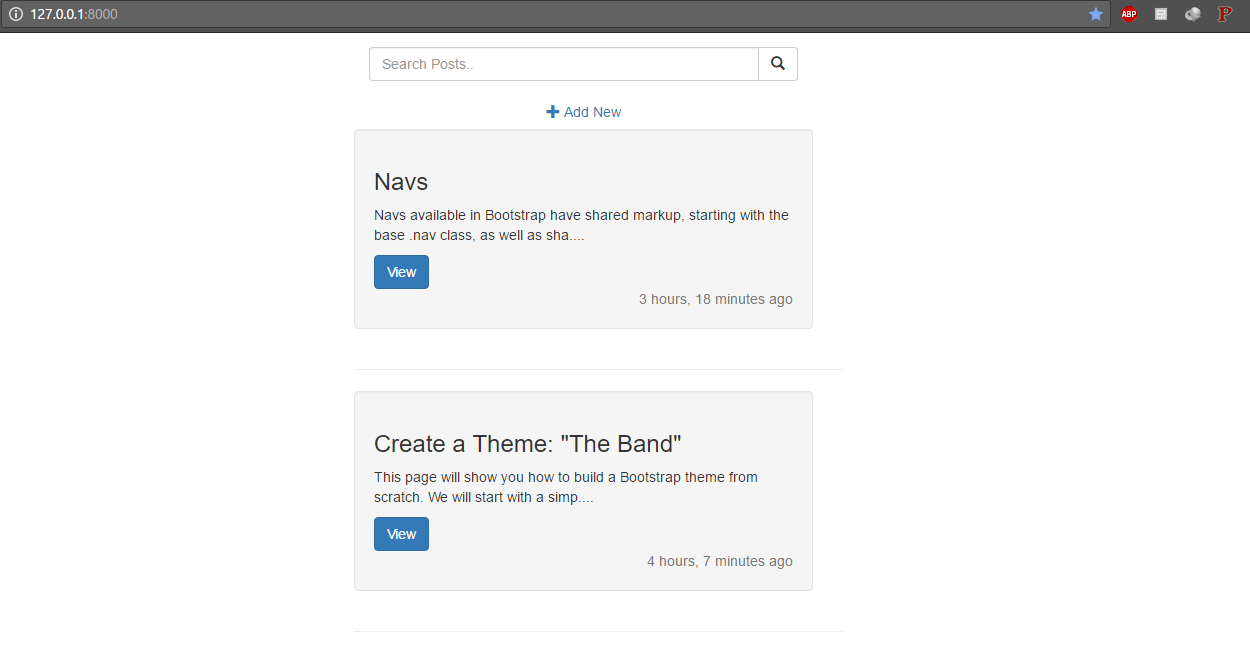 127.0.0.1:8000
ABP
P
Search Posts..
Add New
Navs
Navs available in Bootstrap have shared markup, starting with the
base .nav class, as well as sha....
View
3 hours, 18 minutes ago
Create a Theme: "The Band"
This page will show you how to build a Bootstrap theme from
scratch. We will start with a simp....
View
4 hours, 7 minutes ago